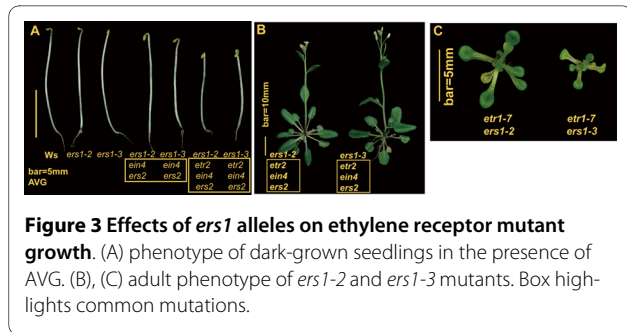 A
B
C
Ws ers1-2 ers1-3 ers1-2 ers1-3 ers1-2 ers1-3
ein4 ein4 etr2 etr2
ers2 ers2 ein4 ein4
ers2 ers2
bar=5mm
AVG
bar=10mm
ers1-2 ers1-3
etr2 etr2
ein4 ein4
ers2 ers2
bar=5mm
etr1-7 etr1-7
ers1-2 ers1-3
Figure 3 Effects of ers1 alleles on ethylene receptor mutant
growth. (A) phenotype of dark-grown seedlings in the presence of
AVG. (B), (C) adult phenotype of ers1-2 and ers1-3 mutants. Box high-
lights common mutations.